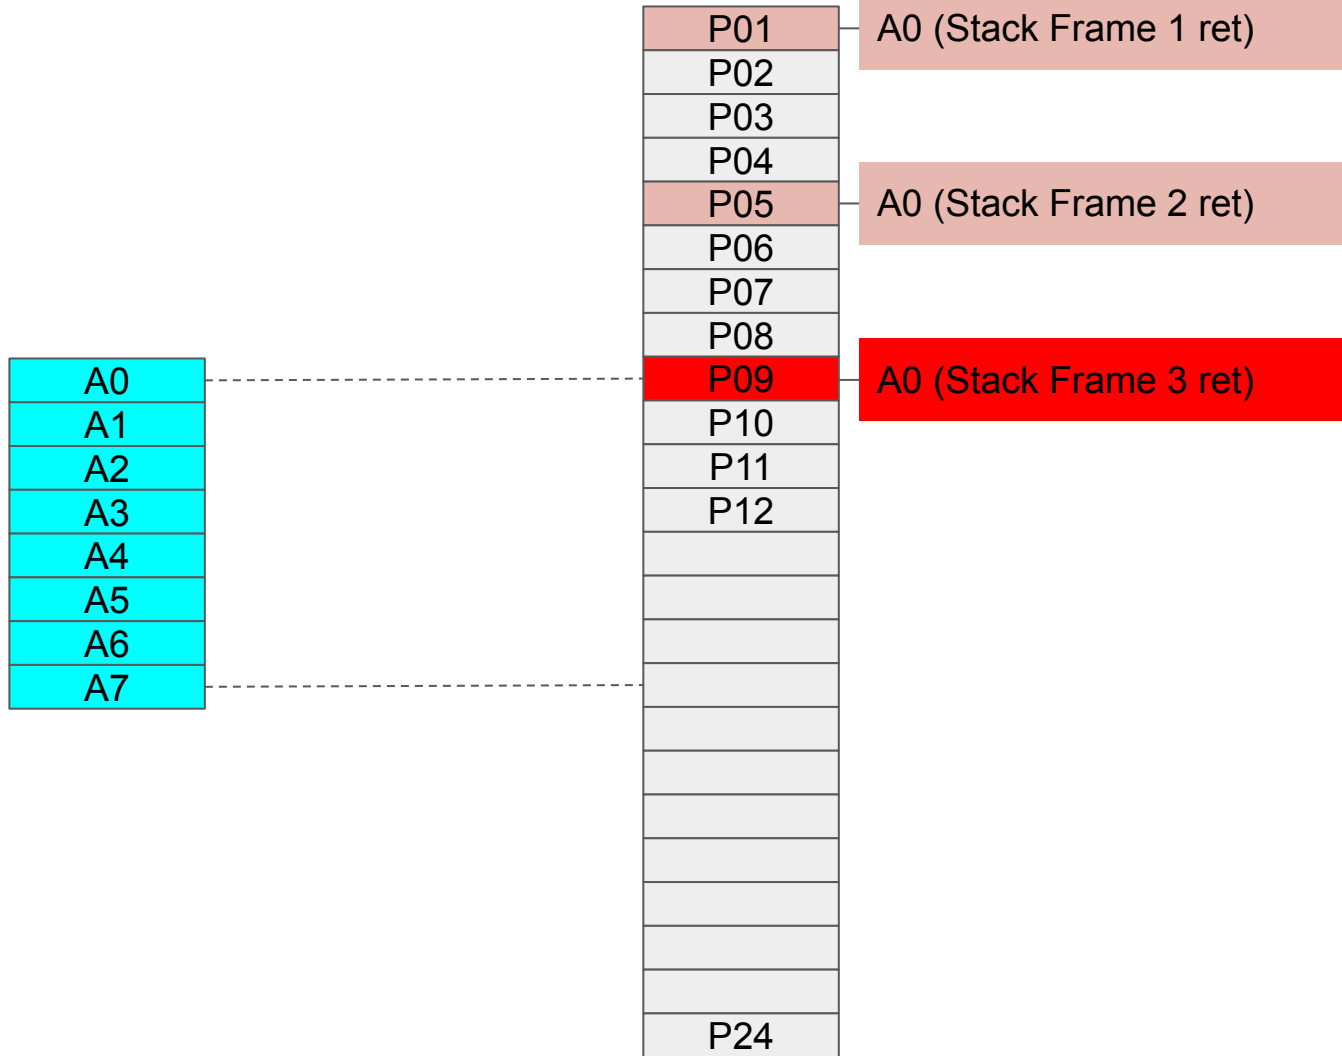 P01
A0 (Stack Frame 1 ret)
P02
P03
P04
P05
A0 (Stack Frame 2 ret)
P06
P07
P08
A0
P09
A0 (Stack Frame 3 ret)
A1
P10
A2
P11
A3
P12
A4
A5
A6
A7
P24